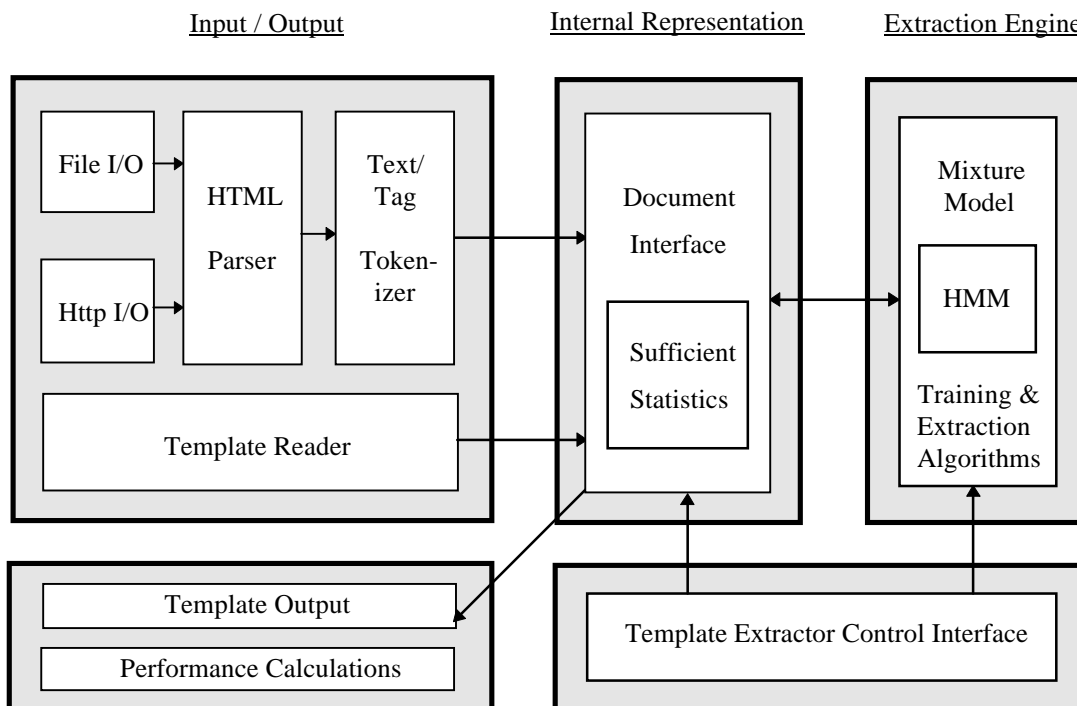 Input / Output
Internal Representation
Extraction Engine
File I/O
Http I/O
HTML
Parser
Text/
Tag
Token-
izer
Template Reader
Document
Interface
Sufficient
Statistics
Mixture
Model
HMM
Training &
Extraction
Algorithms
Template Output
Performance Calculations
Template Extractor Control Interface